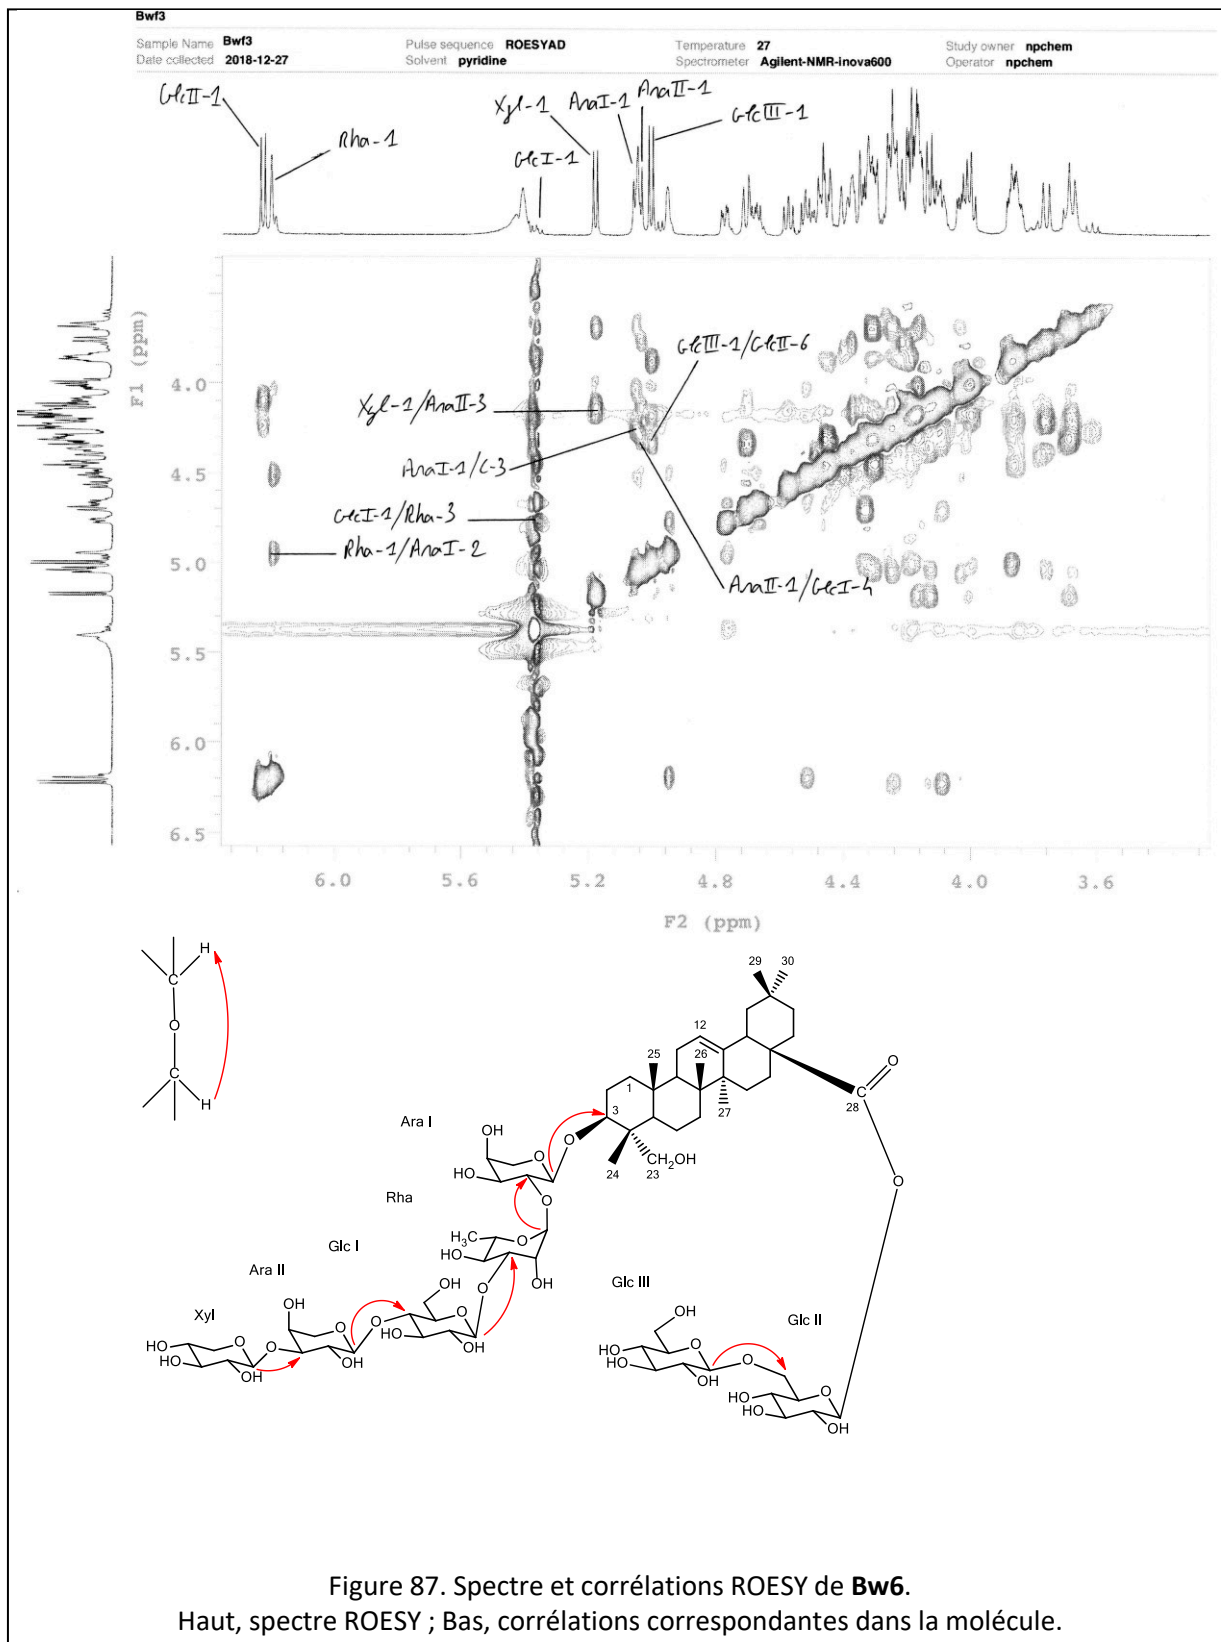 Bwf3
Sample Name Bwf3 Pulse sequence ROESYAD Temperature 27 Study owner npchem
Date collected 2018-12-27 Solvent pyridine Spectrometer Agilent-NMR-inova600 Operator npchem
GlcII-1
Rha-1
Xyl-1
GlcI-1
AraI-1
AraII-1
GlcIII-1
GlcIII-1/GlcII-6
Xyl-1/AraII-3
AraI-1/C-3
GlcI-1/Rha-3
Rha-1/AraI-2
AraII-1/GlcI-4
F1 (ppm)
4.0
4.5
5.0
5.5
6.0
6.5
6.0 5.6 5.2 4.8 4.4 4.0 3.6
F2 (ppm)
H
C
O
C
H
29 30
12
25 26
1
3
27
28
C
O
O
O
24
23
CH2OH
Ara I
OH
O
HO
O
Rha
H3C
O
HO
O
OH
Glc I
OH
O
O
HO
OH
Ara II
OH
O
O
OH
Xyl
HO
O
HO
OH
Glc III
OH
O
HO
HO
OH
O
Glc II
O
HO
HO
OH
Figure 87. Spectre et corrélations ROESY de Bw6.
Haut, spectre ROESY ; Bas, corrélations correspondantes dans la molécule.